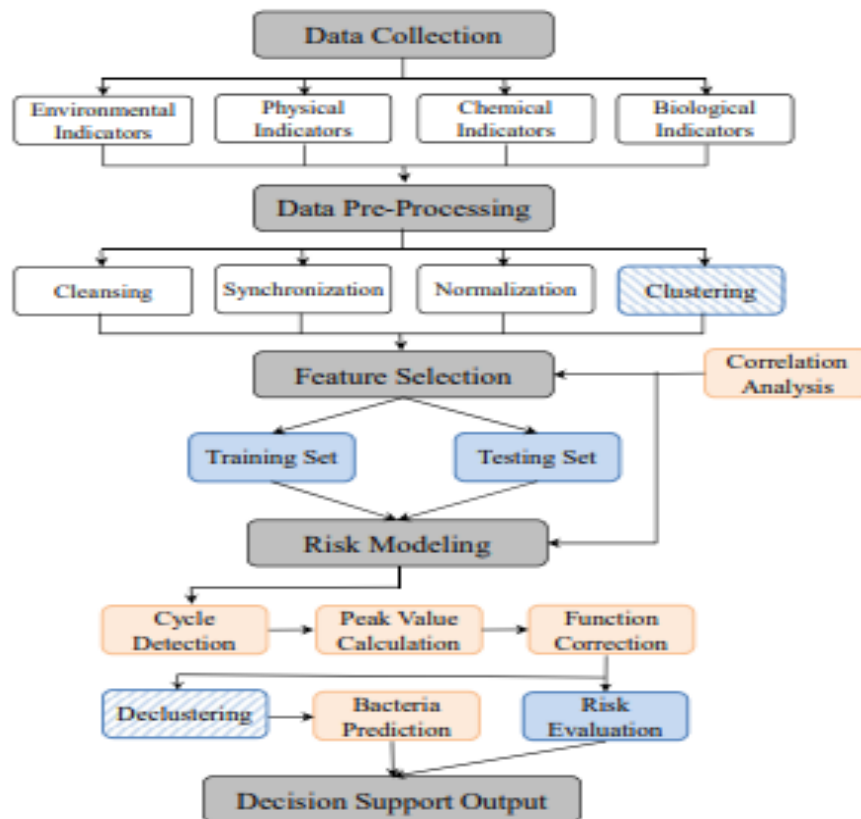 Data Collection
Environmental
Indicators
Physical
Indicators
Chemical
Indicators
Biological
Indicators
Data Pre-Processing
Cleansing
Synchronization
Normalization
Clustering
Feature Selection
Correlation
Analysis
Training Set
Testing Set
Risk Modeling
Cycle
Detection
Peak Value
Calculation
Function
Correction
Declustering
Bacteria
Prediction
Risk
Evaluation
Decision Support Output